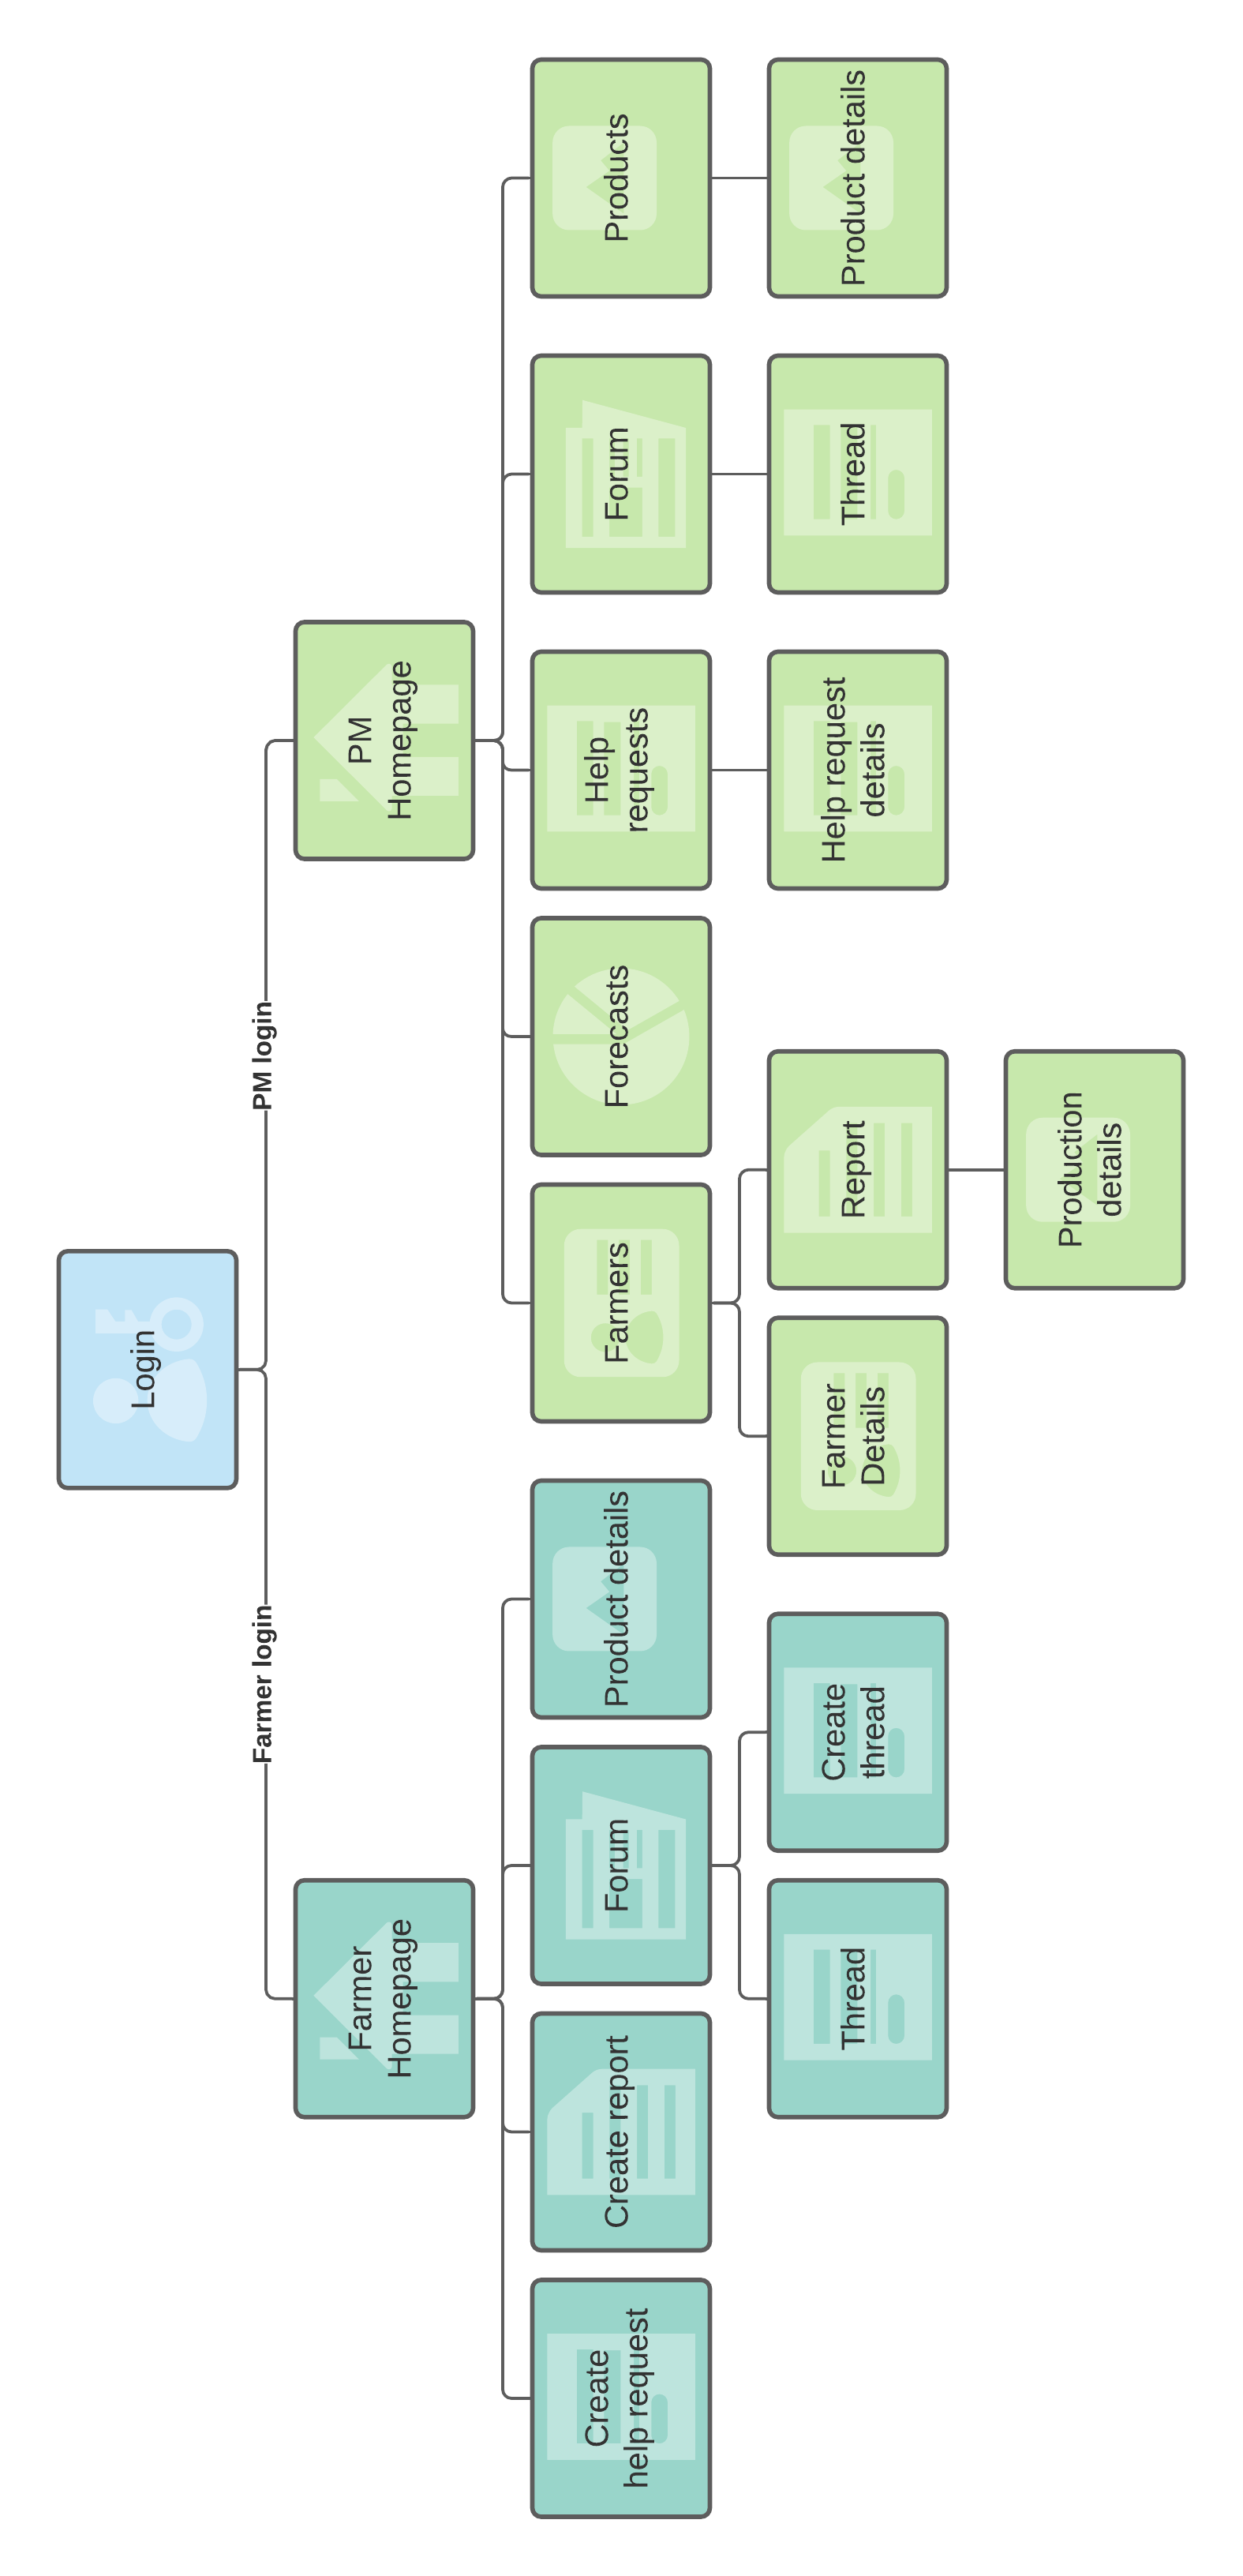 Login
Farmer login
PM login
Farmer
Homepage
PM
Homepage
Create
help request
Create report
Forum
Product details
Farmers
Forecasts
Help
requests
Forum
Products
Thread
Create
thread
Farmer
Details
Report
Help request
details
Thread
Product details
Production
details